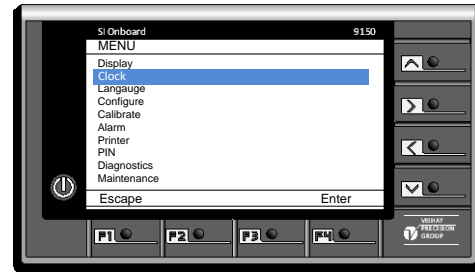 SI Onboard 9150
MENU
Display
Clock
Langauge
Configure
Calibrate
Alarm
Printer
PIN
Diagnostics
Maintenance
Escape Enter
F1 F2 F3 F4
VISHAY
PRECISION
GROUP